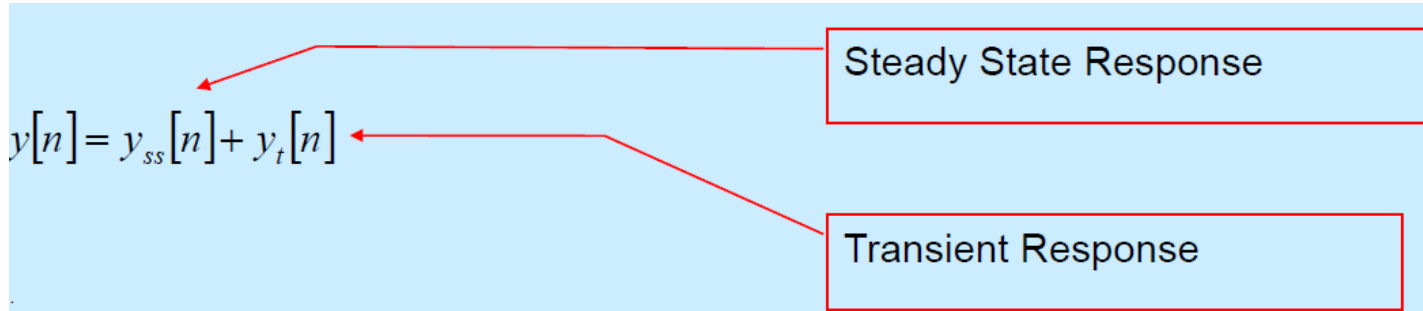 Steady State Response
y[n] = y_ss[n] + y_t[n]
Transient Response